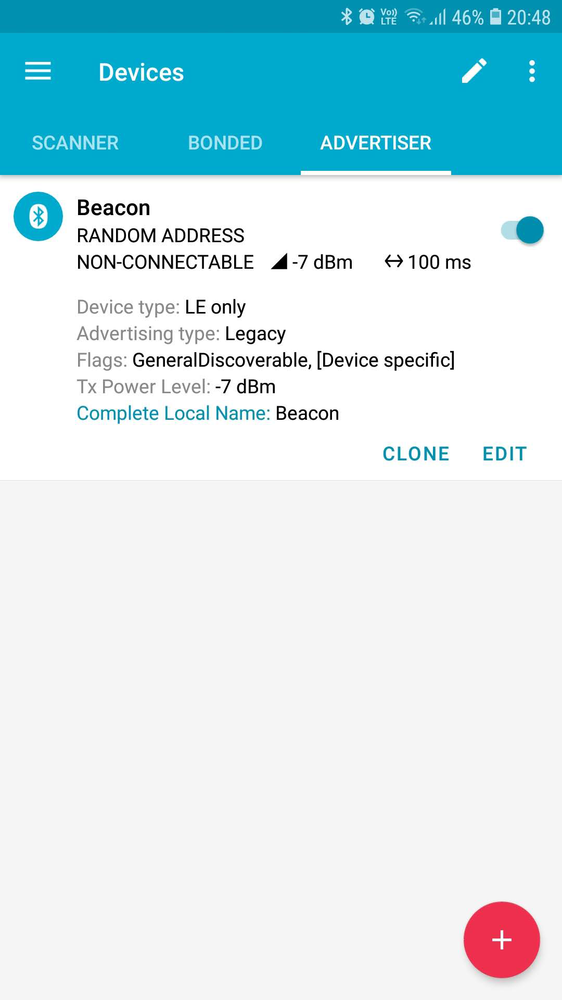 Vo)) LTE 46% 20:48
Devices
SCANNER BONDED ADVERTISER
Beacon
RANDOM ADDRESS
NON-CONNECTABLE -7 dBm 100 ms
Device type: LE only
Advertising type: Legacy
Flags: GeneralDiscoverable, [Device specific]
Tx Power Level: -7 dBm
Complete Local Name: Beacon
CLONE EDIT